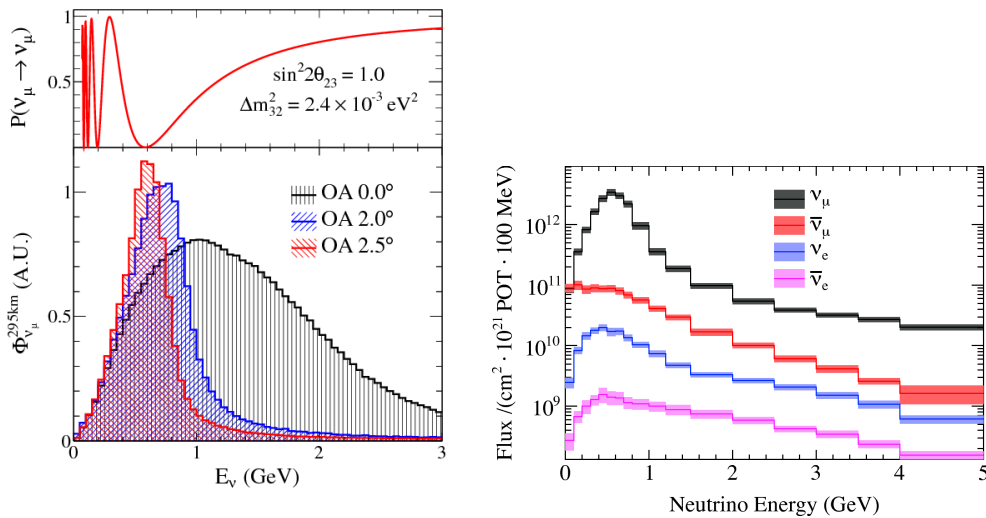 P(ν_μ → ν_μ)
1
0.5
sin²2θ₂₃ = 1.0
Δm²₃₂ = 2.4 × 10⁻³ eV²
Φ^295km_ν_μ (A.U.)
1
0.5
0
OA 0.0°
OA 2.0°
OA 2.5°
0 1 2 3
E_ν (GeV)
Flux /(cm² · 10²¹ POT · 100 MeV)
10¹²
10¹¹
10¹⁰
10⁹
ν_μ
ν̅_μ
ν_e
ν̅_e
0 1 2 3 4 5
Neutrino Energy (GeV)